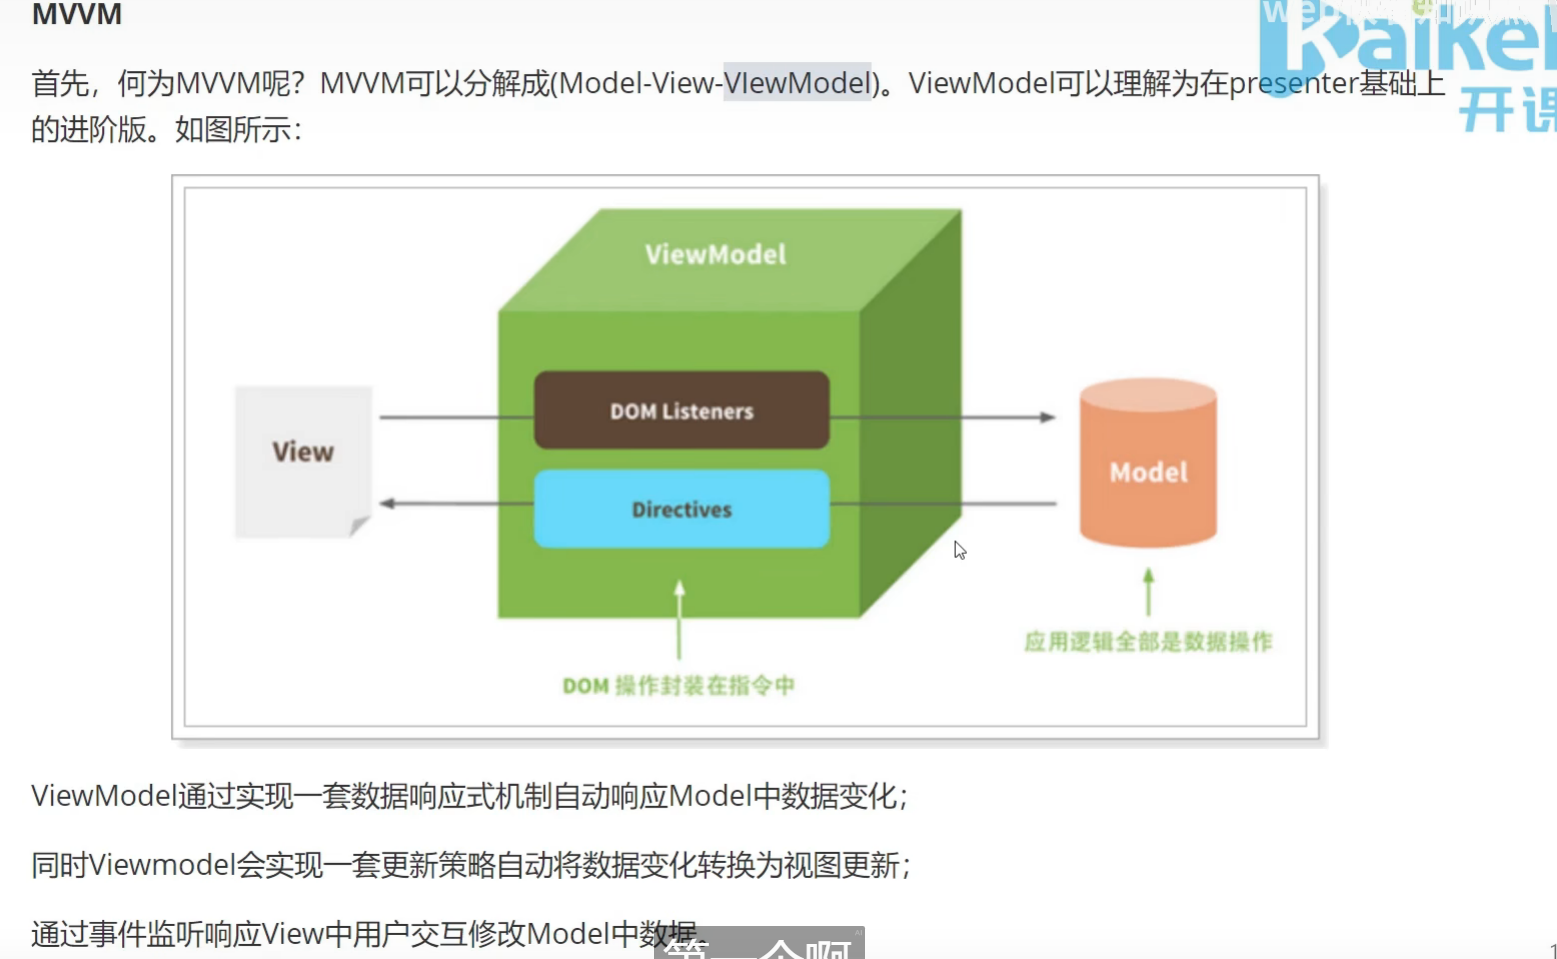 MVVM
首先，何为MVVM呢？MVVM可以分解成(Model-View-VIewModel)。ViewModel可以理解为在presenter基础上
的进阶版。如图所示：
Kaike
开课
ViewModel
DOM Listeners
View
Model
Directives
应用逻辑全部是数据操作
DOM 操作封装在指令中
ViewModel通过实现一套数据响应式机制自动响应Model中数据变化；
同时Viewmodel会实现一套更新策略自动将数据变化转换为视图更新；
通过事件监听响应View中用户交互修改Model中数据。
第一个啊